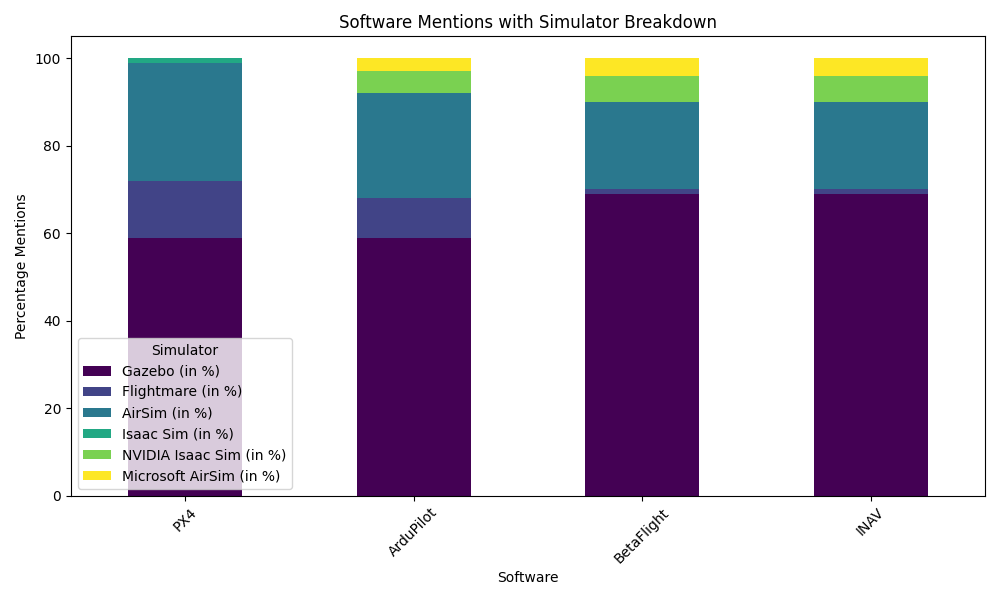 Software Mentions with Simulator Breakdown
Percentage Mentions
100
80
60
40
20
0
Simulator
Gazebo (in %)
Flightmare (in %)
AirSim (in %)
Isaac Sim (in %)
NVIDIA Isaac Sim (in %)
Microsoft AirSim (in %)
PX4
ArduPilot
BetaFlight
INAV
Software